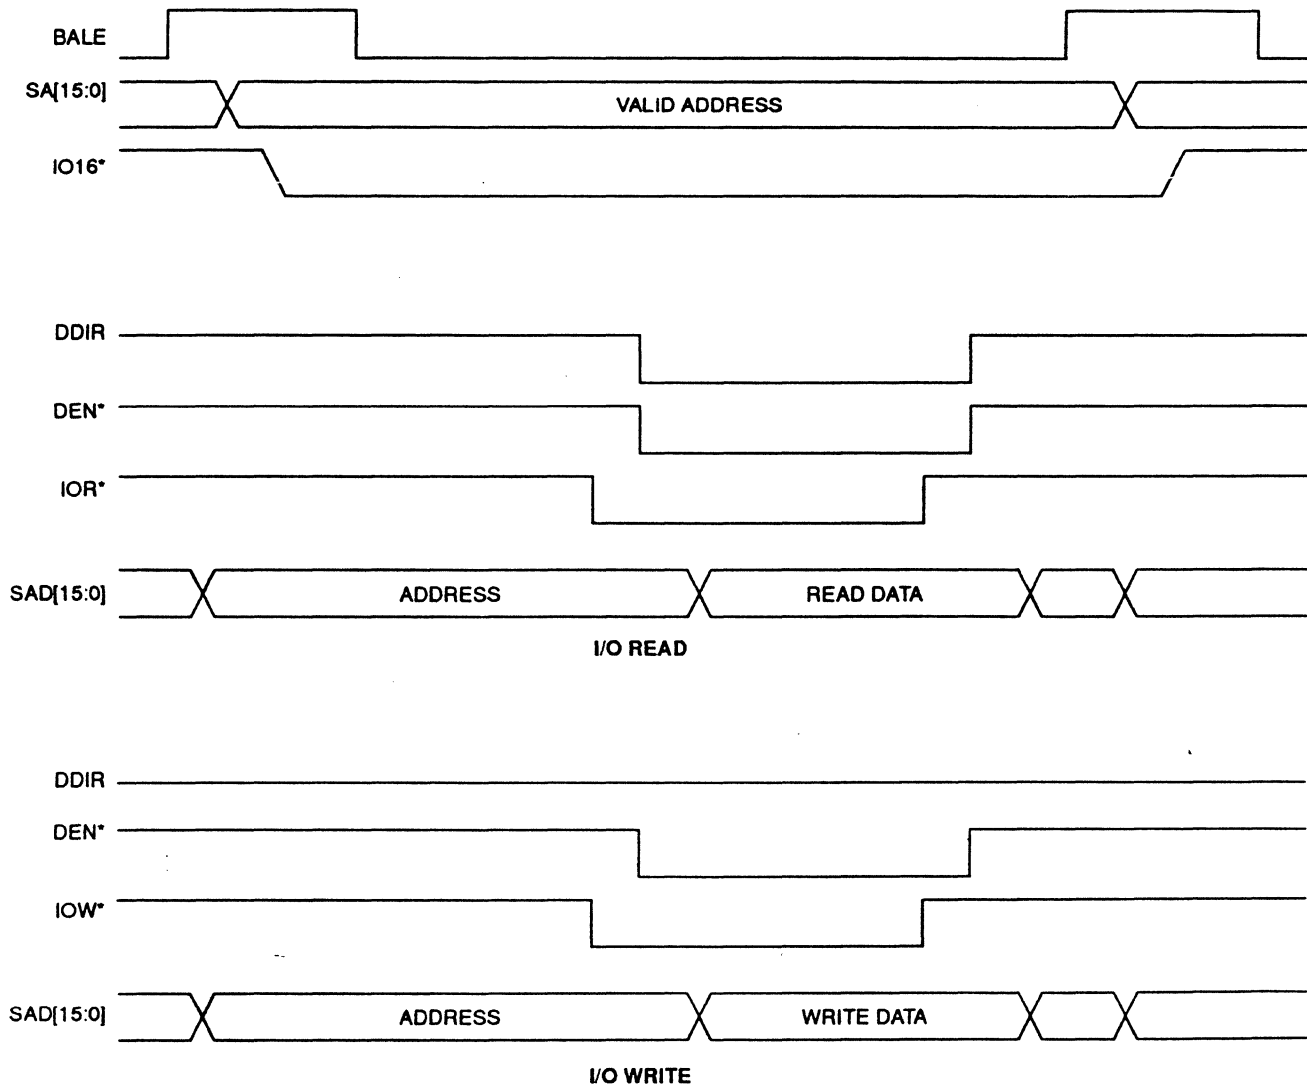 BALE
SA[15:0]
VALID ADDRESS
IO16*
DDIR
DEN*
IOR*
SAD[15:0]
ADDRESS
READ DATA
I/O READ
DDIR
DEN*
IOW*
SAD[15:0]
ADDRESS
WRITE DATA
I/O WRITE